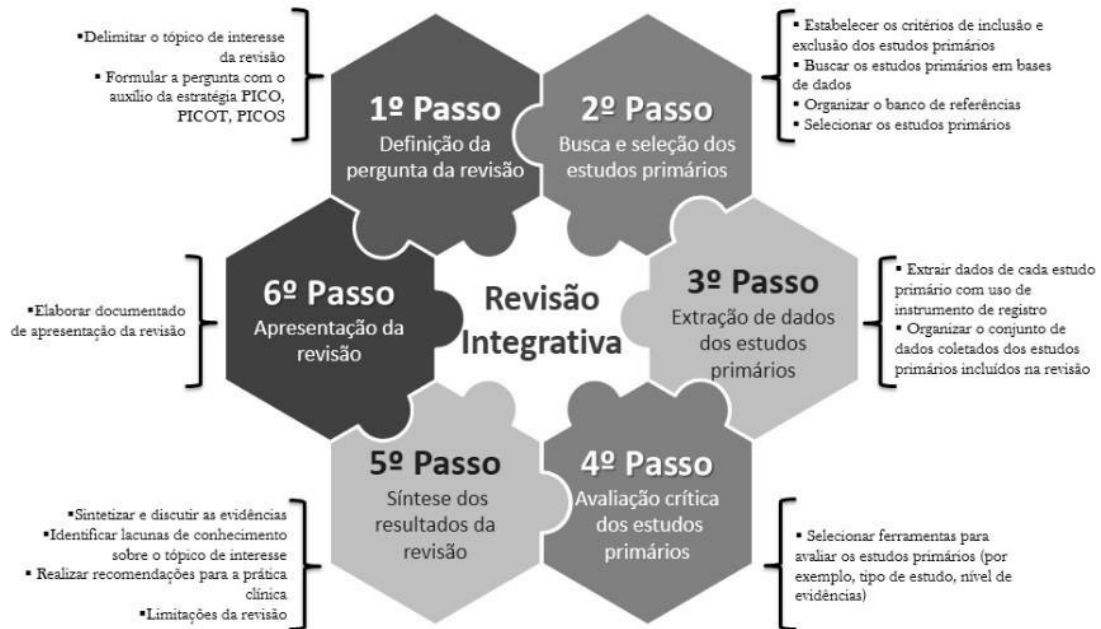 ▪Delimitar o tópico de interesse
da revisão
▪ Formular a pergunta com o
auxílio da estratégia PICO,
PICOT, PICOS
1º Passo
Definição da
pergunta da revisão
2º Passo
Busca e seleção dos
estudos primários
▪ Estabelecer os critérios de inclusão e
exclusão dos estudos primários
▪ Buscar os estudos primários em bases
de dados
▪ Organizar o banco de referências
▪ Selecionar os estudos primários
▪Elaborar documentado
de apresentação da revisão
6º Passo
Apresentação da
revisão
Revisão
Integrativa
3º Passo
Extração de dados
dos estudos
primários
▪ Extrair dados de cada estudo
primário com uso de
instrumento de registro
▪ Organizar o conjunto de
dados coletados dos estudos
primários incluídos na revisão
▪Sintetizar e discutir as evidências
▪Identificar lacunas de conhecimento
sobre o tópico de interesse
▪ Realizar recomendações para a prática
clínica
▪Limitações da revisão
5º Passo
Síntese dos
resultados da
revisão
4º Passo
Avaliação crítica
dos estudos
primários
▪ Selecionar ferramentas para
avaliar os estudos primários (por
exemplo, tipo de estudo, nível de
evidências)